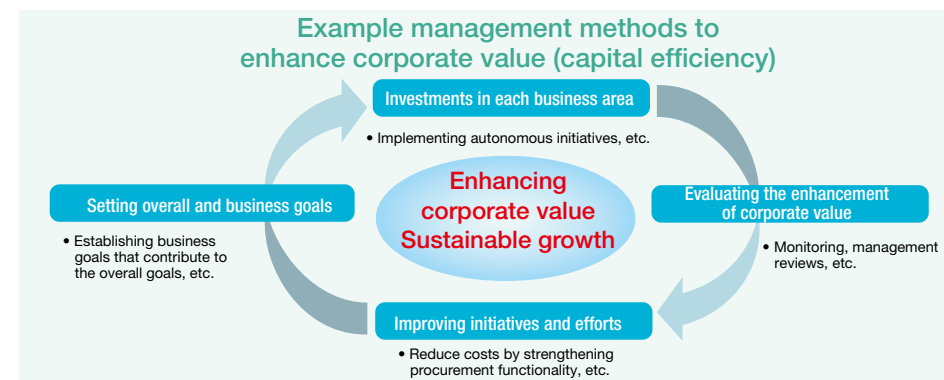 Example management methods to
enhance corporate value (capital efficiency)
Investments in each business area
• Implementing autonomous initiatives, etc.
Enhancing
corporate value
Sustainable growth
Setting overall and business goals
• Establishing business
goals that contribute to
the overall goals, etc.
Evaluating the enhancement
of corporate value
• Monitoring, management
reviews, etc.
Improving initiatives and efforts
• Reduce costs by strengthening
procurement functionality, etc.